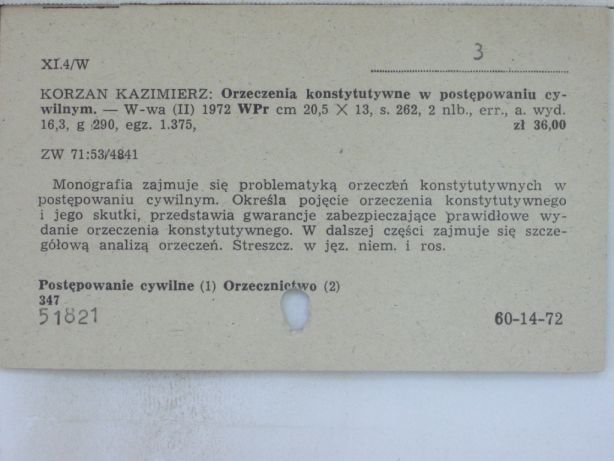 3
XI.4/W
KORZAN KAZIMIERZ: Orzeczenia konstytutywne w postępowaniu cy-
wilnym. — W-wa (II) 1972 WPr cm 20,5 × 13, s. 262, 2 nlb., err., a. wyd.
16,3, g 290, egz. 1.375, zł 36,00
ZW 71:53/4841
Monografia zajmuje się problematyką orzeczeń konstytutywnych w
postępowaniu cywilnym. Określa pojęcie orzeczenia konstytutywnego
i jego skutki, przedstawia gwarancje zabezpieczające prawidłowe wy-
danie orzeczenia konstytutywnego. W dalszej części zajmuje się szcze-
gółową analizą orzeczeń. Streszcz. w jęz. niem. i ros.
Postępowanie cywilne (1) Orzecznictwo (2)
347
51821 60-14-72